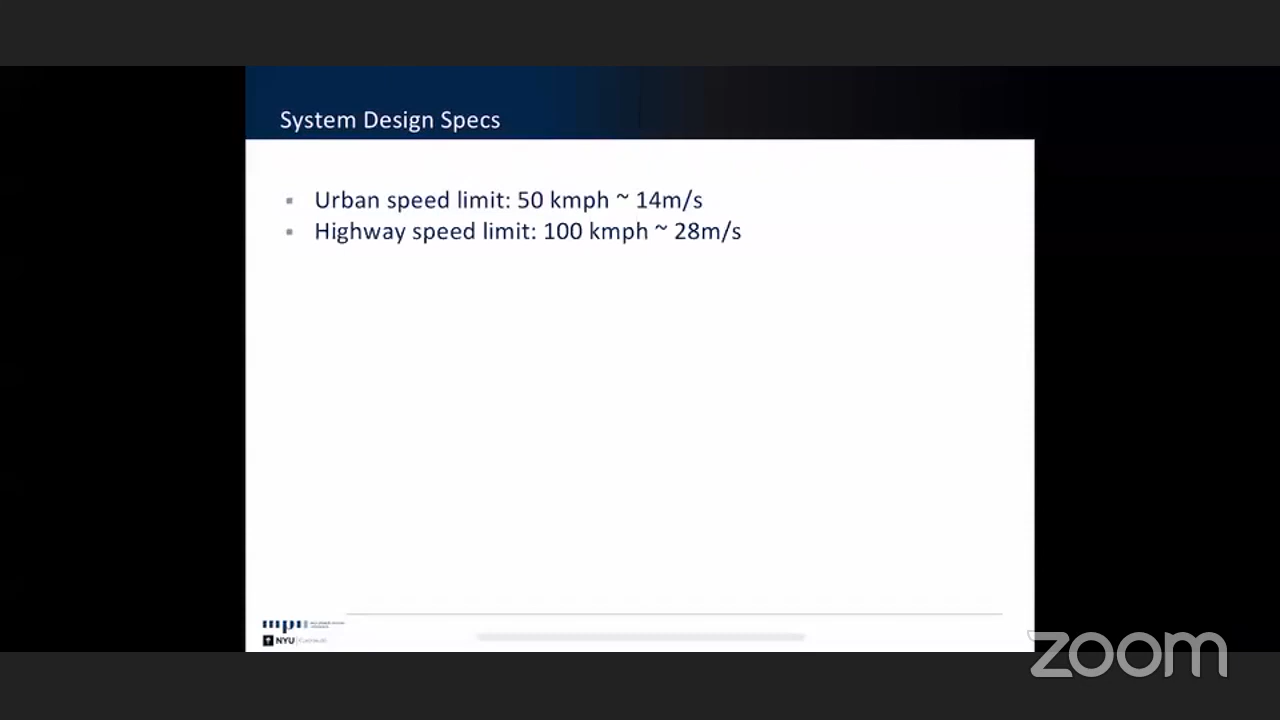 System Design Specs
Urban speed limit: 50 kmph ~ 14m/s
Highway speed limit: 100 kmph ~ 28m/s
NYU
zoom